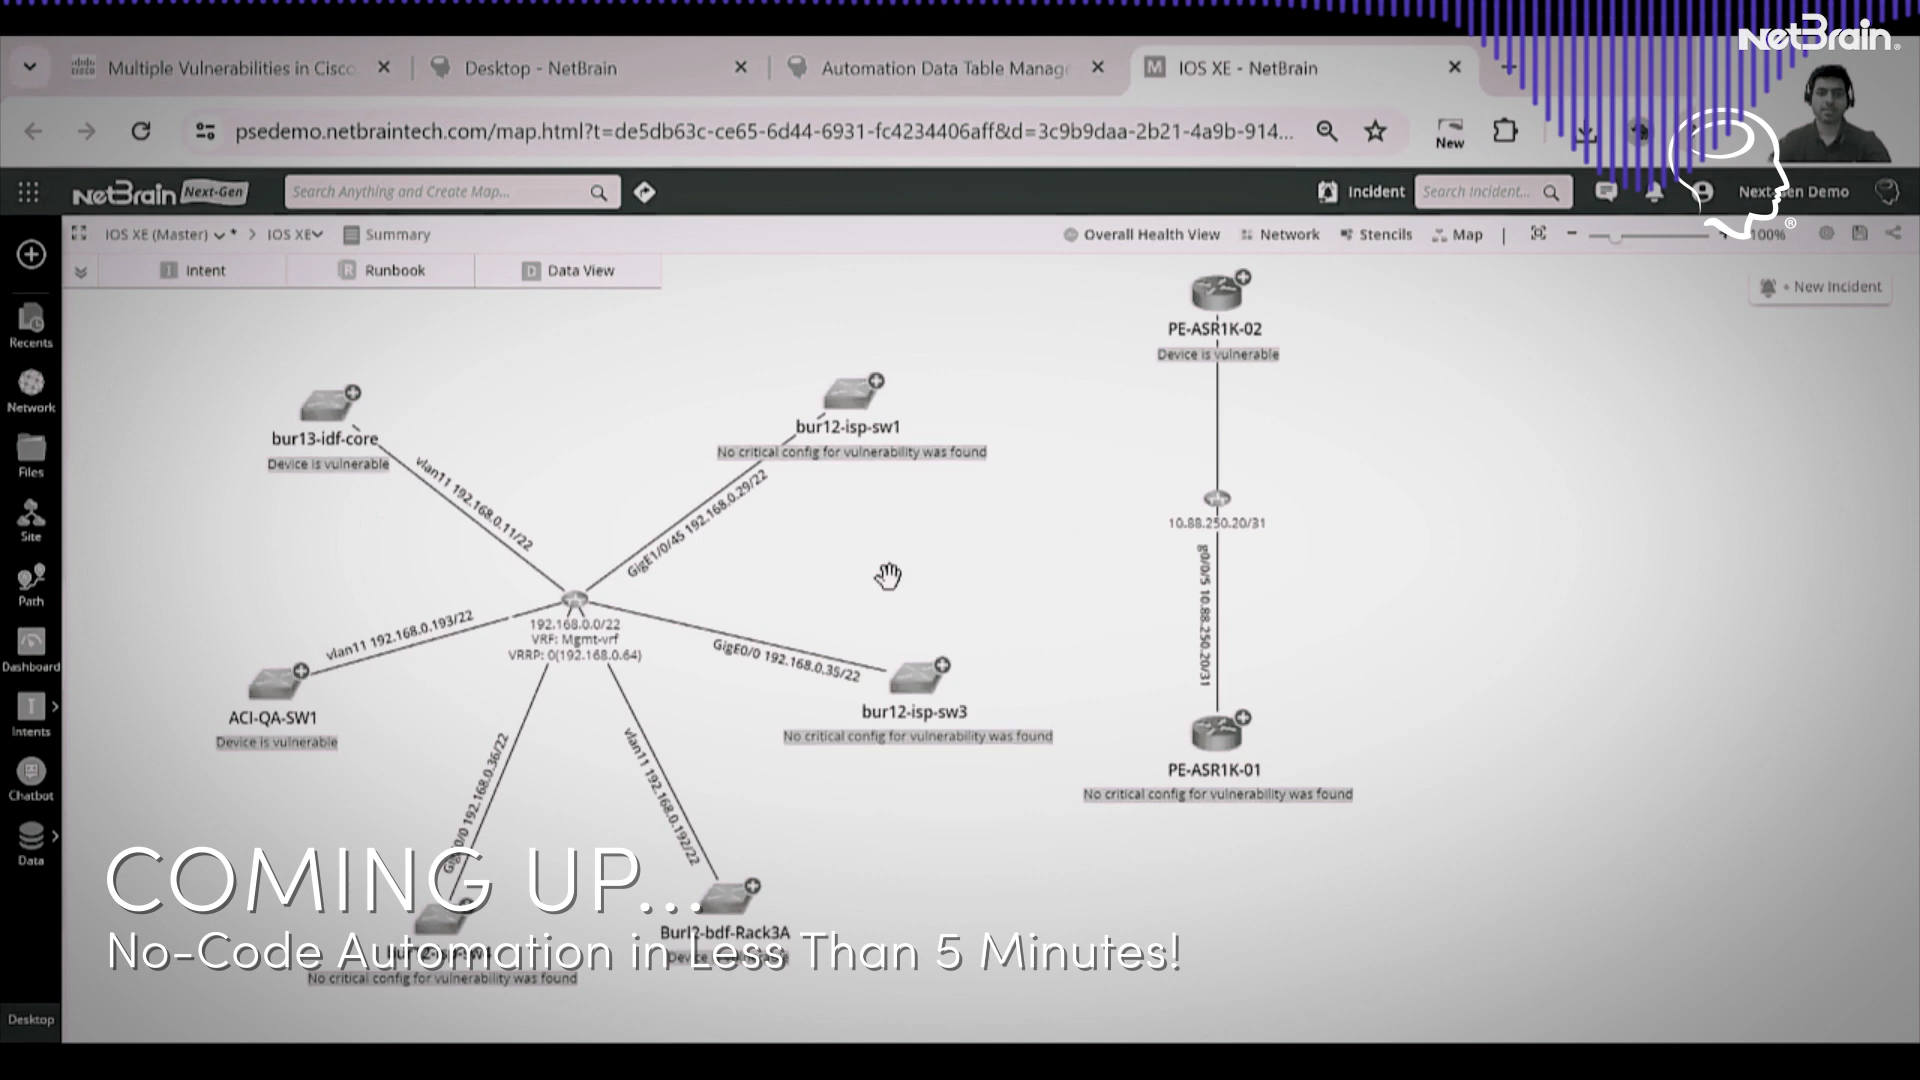 NetBrain®
Multiple Vulnerabilities in Cisco
Desktop - NetBrain
Automation Data Table Manage
IOS XE - NetBrain
psedemo.netbraintech.com/map.html?t=de5db63c-ce65-6d44-6931-fc4234406aff&d=3c9b9daa-2b21-4a9b-914...
New
NetBrain Next-Gen
Search Anything and Create Map...
Incident
Search Incident...
Next-Gen Demo
IOS XE (Master) * > IOS XE
Summary
Overall Health View
Network
Stencils
Map
100%
Intent
Runbook
Data View
+ New Incident
Recents
Network
Files
Site
Path
Dashboard
Intents
Chatbot
Data
Desktop
PE-ASR1K-02
Device is vulnerable
bur13-idf-core
Device is vulnerable
bur12-isp-sw1
No critical config for vulnerability was found
vlan11 192.168.0.11/22
GigE1/0/45 192.168.0.29/22
10.88.250.20/31
g0/0/5 10.88.250.20/31
192.168.0.0/22
VRF: Mgmt-vrf
VRRP: 0(192.168.0.64)
vlan11 192.168.0.193/22
GigE0/0 192.168.0.35/22
ACI-QA-SW1
Device is vulnerable
bur12-isp-sw3
No critical config for vulnerability was found
192.168.0.36/22
vlan11 192.168.0.192/22
PE-ASR1K-01
No critical config for vulnerability was found
COMING UP...
Burl2-bdf-Rack3A
No-Code Automation in Less Than 5 Minutes!
No critical config for vulnerability was found